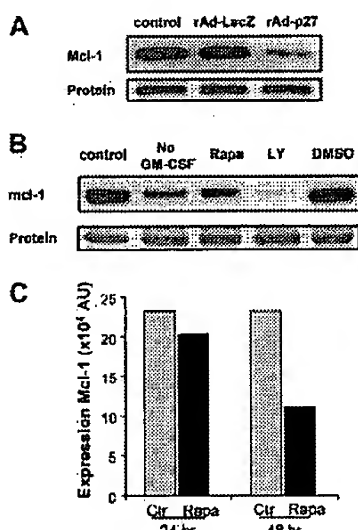 A
control rAd-LacZ rAd-p27
Mcl-1
Protein
B
control No GM-CSF Rapa LY DMSO
mcl-1
Protein
C
Expression Mcl-1 (x10⁴ AU)
25
20
15
10
5
0
Ctr Rapa Ctr Rapa
24 hr 48 hr